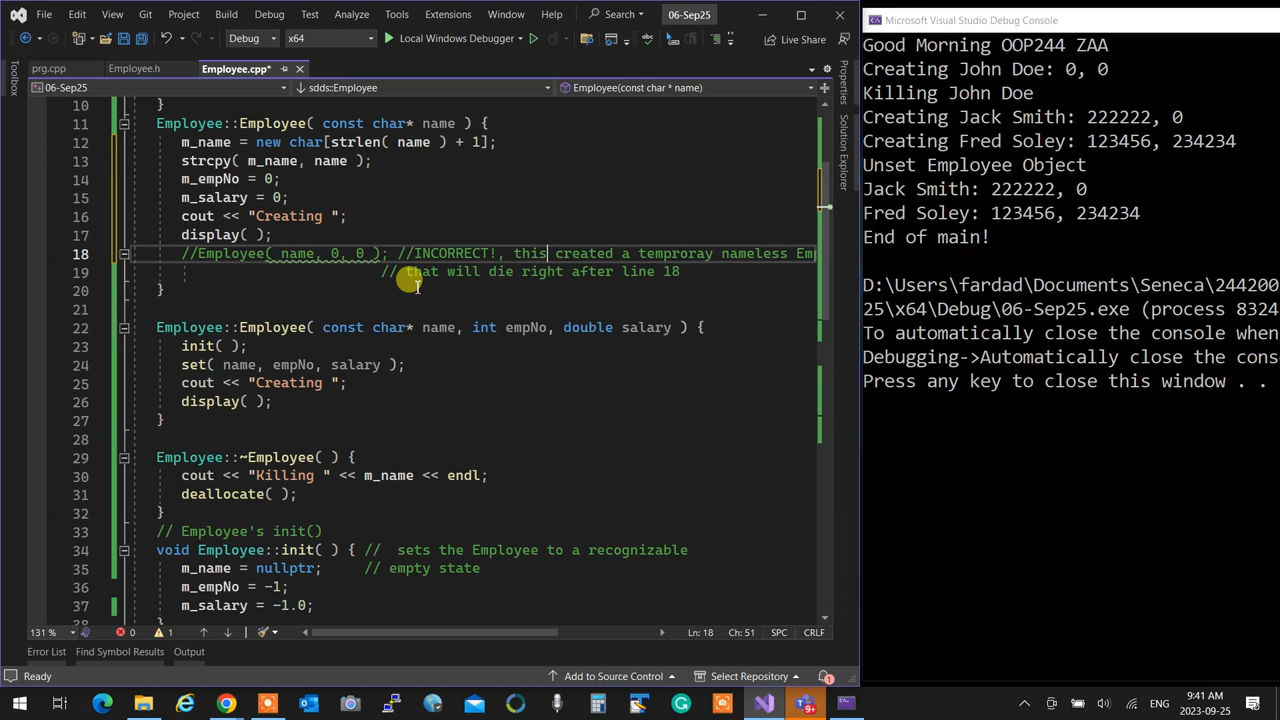 File Edit View Git Project Build Debug Test Analyze Tools Extensions Window Help Search 06-Sep25
Debug x64 Local Windows Debugger Live Share
prg.cpp Employee.h Employee.cpp*
06-Sep25 sdds::Employee Employee(const char * name)
Toolbox
Properties
Solution Explorer
10 }
11 Employee::Employee( const char* name ) {
12 m_name = new char[strlen( name ) + 1];
13 strcpy( m_name, name );
14 m_empNo = 0;
15 m_salary = 0;
16 cout << "Creating ";
17 display( );
18 //Employee( name, 0, 0 ); //INCORRECT!, this created a temproray nameless Emp
19 // that will die right after line 18
20 }
21
22 Employee::Employee( const char* name, int empNo, double salary ) {
23 init( );
24 set( name, empNo, salary );
25 cout << "Creating ";
26 display( );
27 }
28
29 Employee::~Employee( ) {
30 cout << "Killing " << m_name << endl;
31 deallocate( );
32 }
33 // Employee's init()
34 void Employee::init( ) { // sets the Employee to a recognizable
35 m_name = nullptr; // empty state
36 m_empNo = -1;
37 m_salary = -1.0;
38 }
131 % 0 1 Ln: 18 Ch: 51 SPC CRLF
Error List Find Symbol Results Output
Ready Add to Source Control Select Repository 1
Microsoft Visual Studio Debug Console
Good Morning OOP244 ZAA
Creating John Doe: 0, 0
Killing John Doe
Creating Jack Smith: 222222, 0
Creating Fred Soley: 123456, 234234
Unset Employee Object
Jack Smith: 222222, 0
Fred Soley: 123456, 234234
End of main!
D:\Users\fardad\Documents\Seneca\244200
25\x64\Debug\06-Sep25.exe (process 8324
To automatically close the console when
Debugging->Automatically close the cons
Press any key to close this window . .
9+
ENG
9:41 AM
2023-09-25